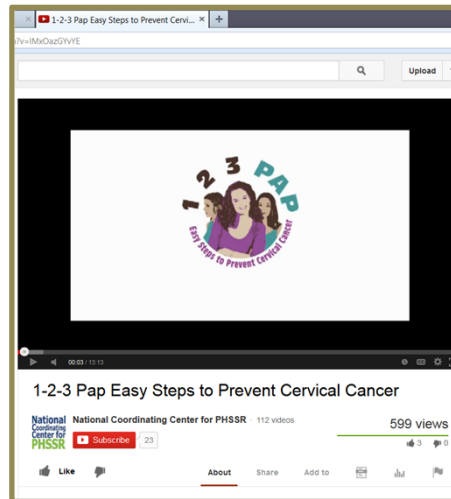 1-2-3 Pap Easy Steps to Prevent Cervi...
?v=IMxOazGYvYE
Upload
1 2 3 PAP
Easy Steps to Prevent Cervical Cancer
00:03 / 13:13
1-2-3 Pap Easy Steps to Prevent Cervical Cancer
National Coordinating Center for PHSSR
National Coordinating Center for PHSSR · 112 videos
Subscribe 23
599 views
3 0
Like
About Share Add to